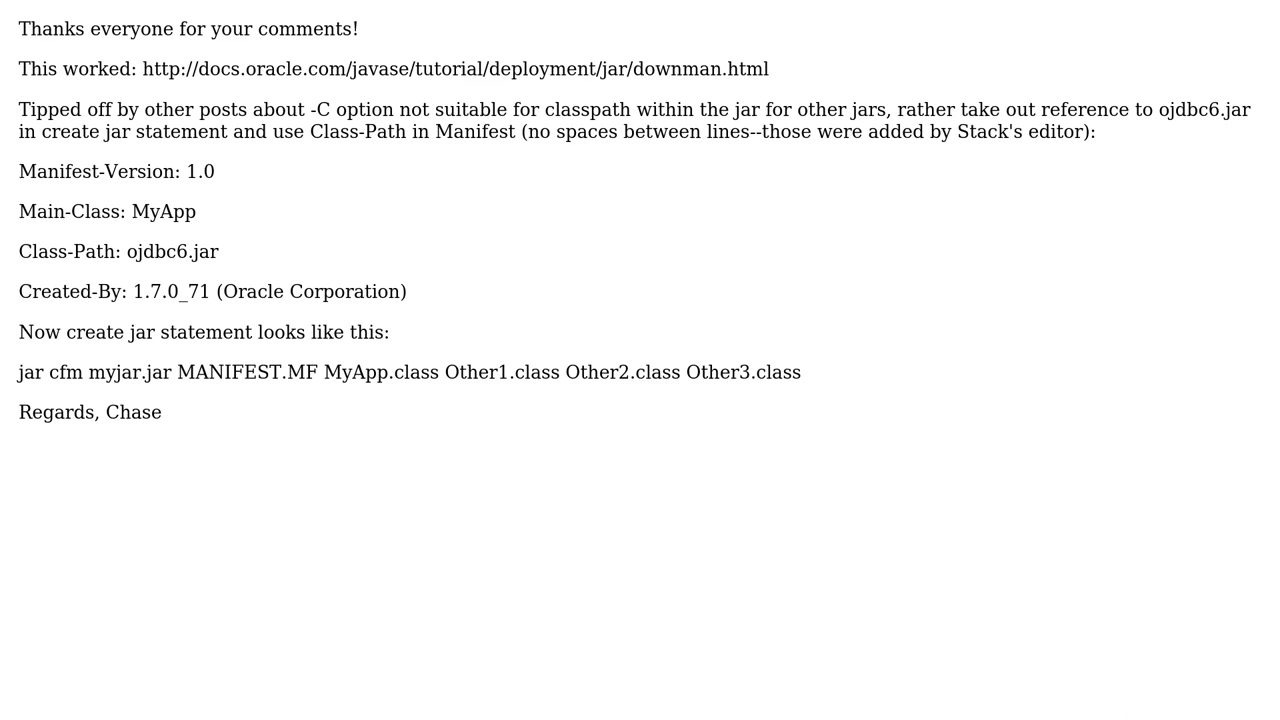 Thanks everyone for your comments!
This worked: http://docs.oracle.com/javase/tutorial/deployment/jar/downman.html
Tipped off by other posts about -C option not suitable for classpath within the jar for other jars, rather take out reference to ojdbc6.jar
in create jar statement and use Class-Path in Manifest (no spaces between lines--those were added by Stack's editor):
Manifest-Version: 1.0
Main-Class: MyApp
Class-Path: ojdbc6.jar
Created-By: 1.7.0_71 (Oracle Corporation)
Now create jar statement looks like this:
jar cfm myjar.jar MANIFEST.MF MyApp.class Other1.class Other2.class Other3.class
Regards, Chase